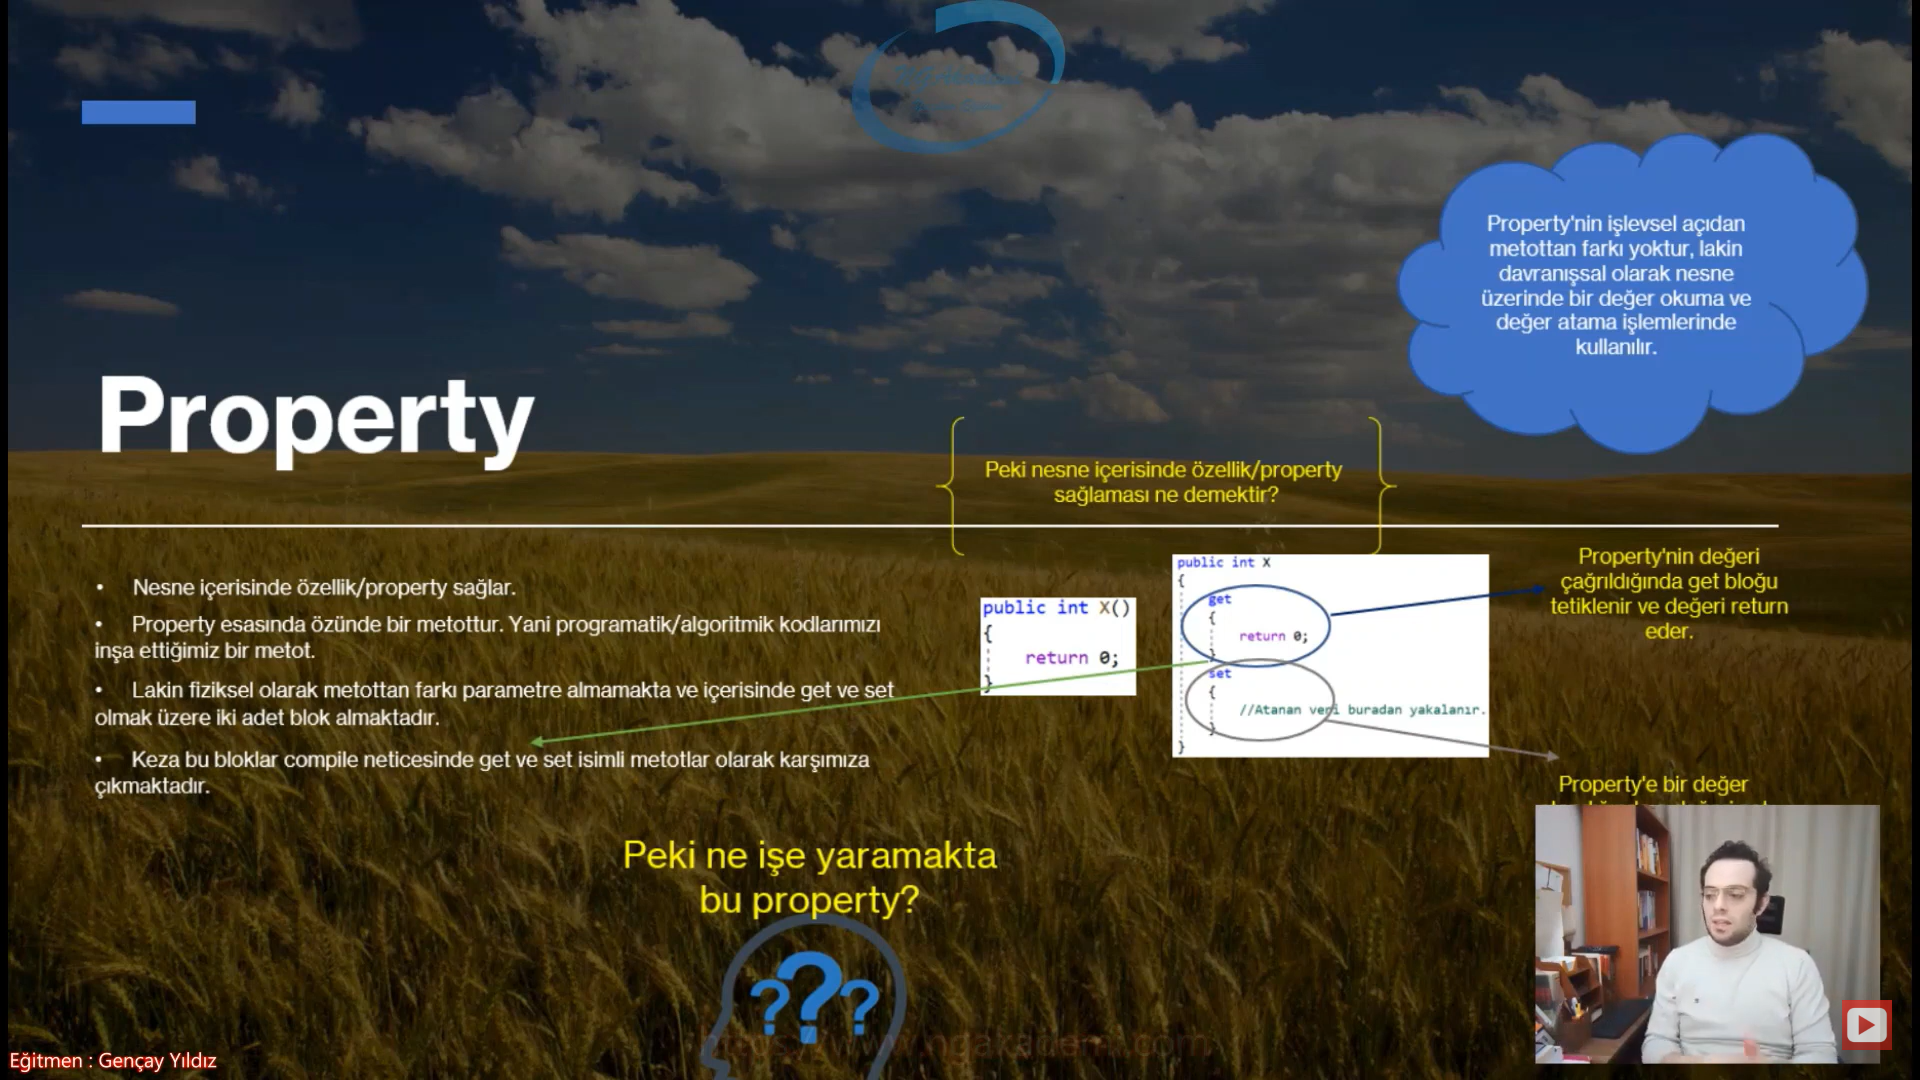 Property'nin işlevsel açıdan
metottan farkı yoktur, lakin
davranışsal olarak nesne
üzerinde bir değer okuma ve
değer atama işlemlerinde
kullanılır.
Property
Peki nesne içerisinde özellik/property
sağlaması ne demektir?
• Nesne içerisinde özellik/property sağlar.
• Property esasında özünde bir metottur. Yani programatik/algoritmik kodlarımızı
inşa ettiğimiz bir metot.
• Lakin fiziksel olarak metottan farkı parametre almamakta ve içerisinde get ve set
olmak üzere iki adet blok almaktadır.
• Keza bu bloklar compile neticesinde get ve set isimli metotlar olarak karşımıza
çıkmaktadır.
public int X()
{
return 0;
}
public int X
{
get
{
return 0;
}
set
{
//Atanan veri buradan yakalanır.
}
}
Property'nin değeri
çağrıldığında get bloğu
tetiklenir ve değeri return
eder.
Property'e bir değer
Peki ne işe yaramakta
bu property?
???
Eğitmen : Gençay Yıldız